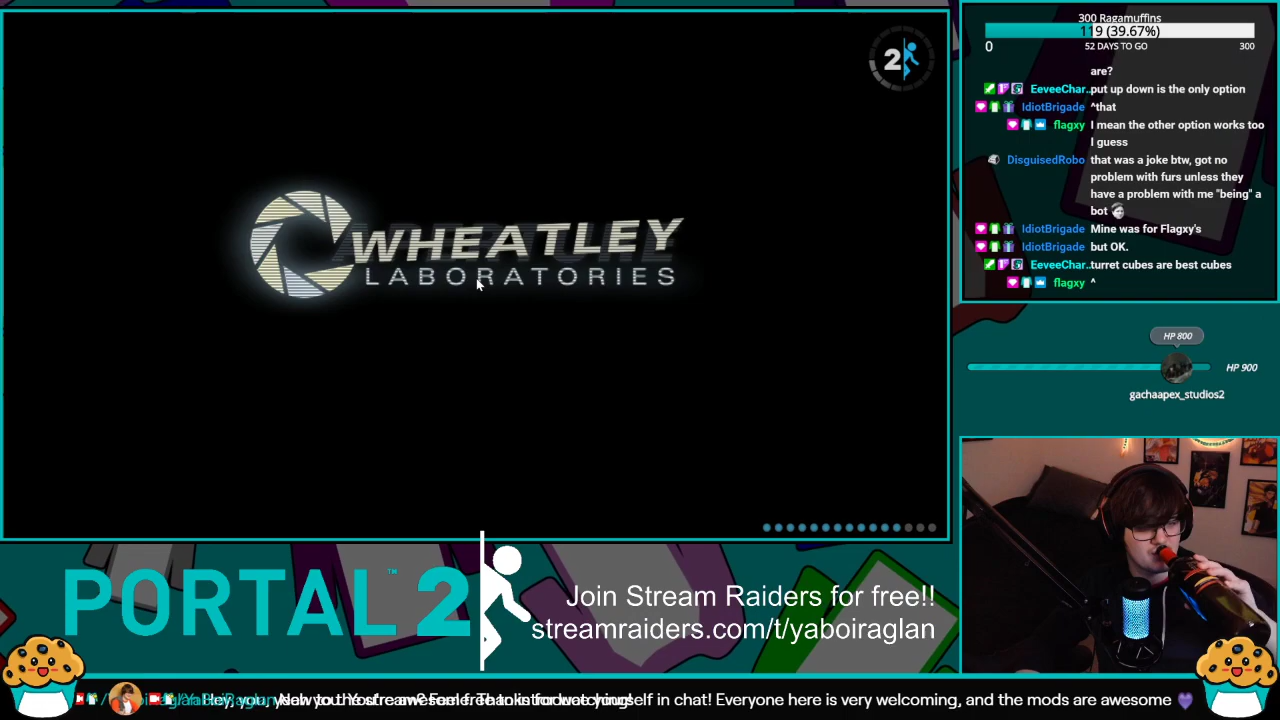 2
WHEATLEY
LABORATORIES
300 Ragamuffins
119 (39.67%)
0
52 DAYS TO GO
300
are?
EeveeChar.. put up down is the only option
IdiotBrigade ^that
flagxy I mean the other option works too
I guess
DisguisedRobo that was a joke btw, got no
problem with furs unless they
have a problem with me "being" a
bot
IdiotBrigade Mine was for Flagxy's
IdiotBrigade but OK.
EeveeChar.. turret cubes are best cubes
flagxy ^
HP 800
HP 900
gachaapex_studios2
PORTAL™ 2
Join Stream Raiders for free!!
streamraiders.com/t/yaboiraglan
in chat! Everyone here is very welcoming, and the mods are awesome 💜